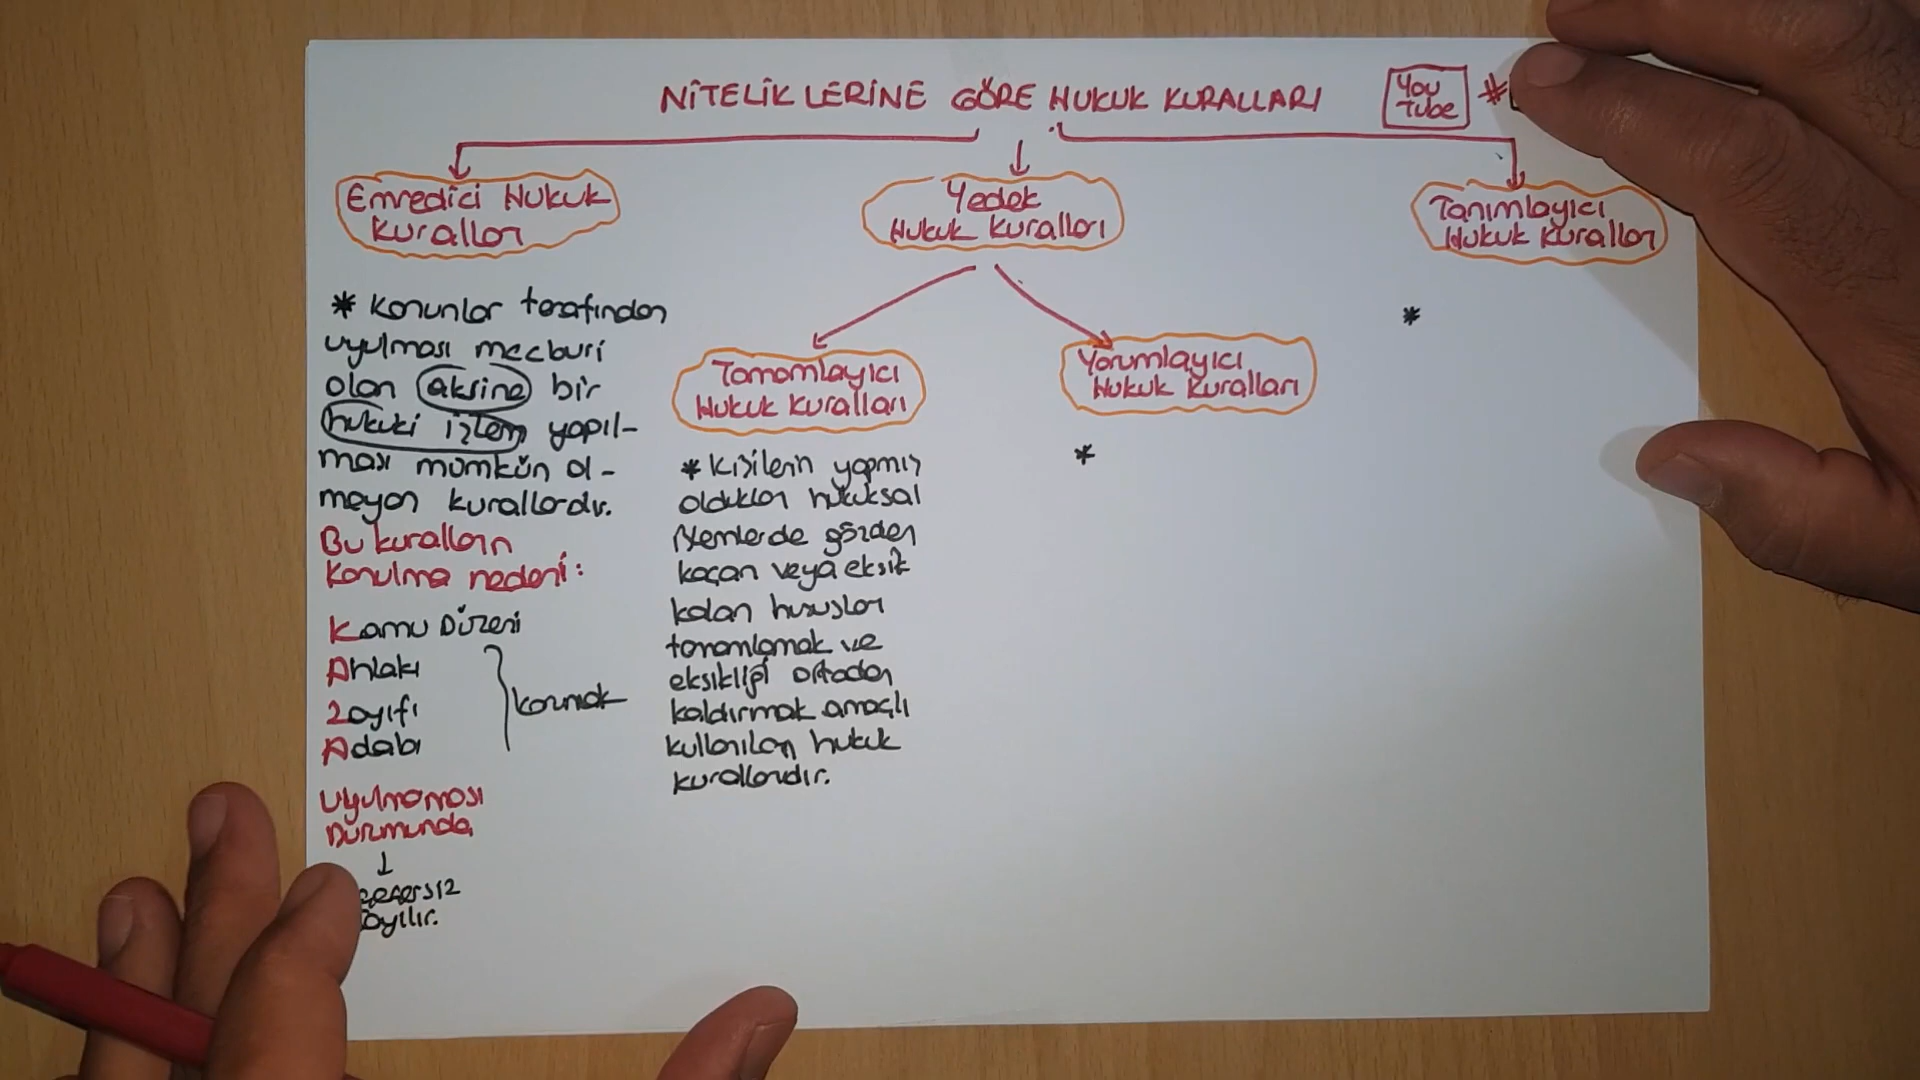 NİTELİKLERİNE GÖRE HUKUK KURALLARI
You
Tube
*
Emredici Hukuk
Kuralları
* Kanunlar tarafından
uyulması mecburi
olan aksine bir
hukuki işlem yapıl-
ması mümkün ol-
mayan kurallardır.
Bu kuralların
konulma nedeni:
Kamu Düzeni
Ahlakı
Zayıfı
Adabı
korumak
Uyulmaması
Durumunda
↓
geçersiz
sayılır.
Yedek
Hukuk Kuralları
Tamamlayıcı
Hukuk Kuralları
* Kişilerin yapmış
oldukları hukuksal
işlemlerde gözden
kaçan veya eksik
kalan hususları
tamamlamak ve
eksikliği ortadan
kaldırmak amaçlı
kullanılan hukuk
kurallarıdır.
Yorumlayıcı
Hukuk Kuralları
*
Tanımlayıcı
Hukuk Kuralları
*